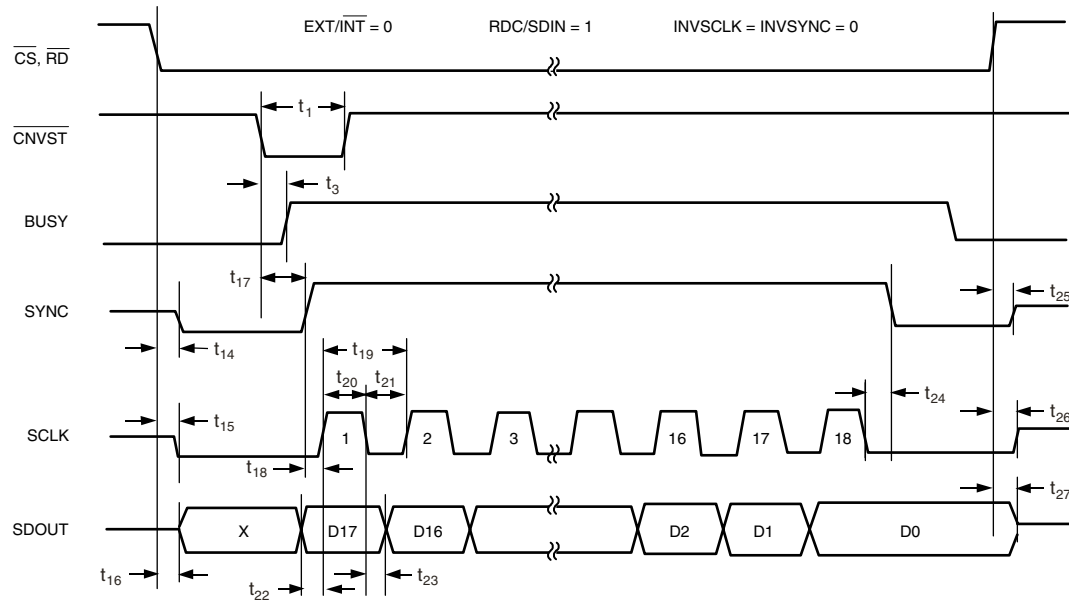 EXT/INT = 0 RDC/SDIN = 1 INVSCLK = INVSYNC = 0
CS, RD
t1
CNVST
t3
BUSY
t17
SYNC
t25
t14
t19
t20 t21
t24
t15
t26
SCLK
1 2 3 16 17 18
t18
t27
SDOUT
X D17 D16 D2 D1 D0
t16
t22
t23